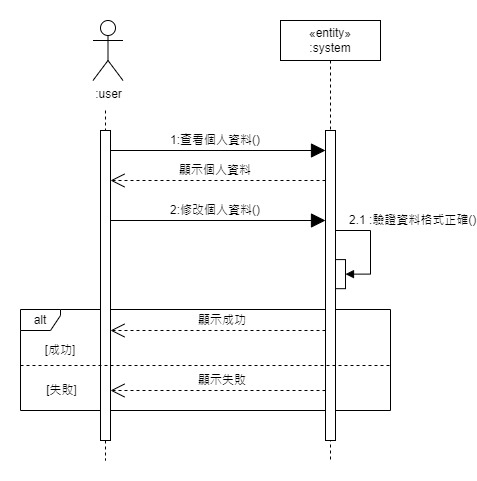 «entity»
:system
:user
1:查看個人資料()
顯示個人資料
2:修改個人資料()
2.1 :驗證資料格式正確()
alt
顯示成功
[成功]
顯示失敗
[失敗]